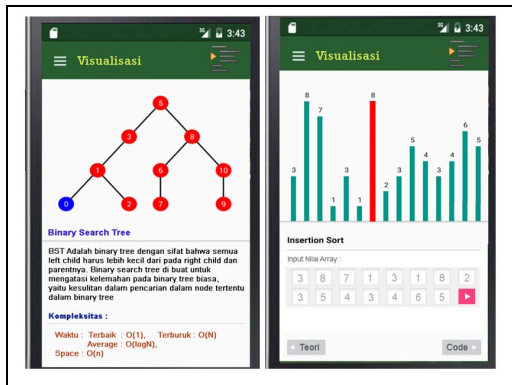 3:43
Visualisasi
5
3
8
1
6
10
0
2
7
9
Binary Search Tree
BST Adalah binary tree dengan sifat bahwa semua
left child harus lebih kecil dari pada right child dan
parentnya. Binary search tree di buat untuk
mengatasi kelemahan pada binary tree biasa,
yaitu kesulitan dalam pencarian dalam node tertentu
dalam binary tree
Kompleksitas :
Waktu : Terbaik : O(1), Terburuk : O(N)
Average : O(logN),
Space : O(n)
3G
3:43
Visualisasi
3 8 7 1 3 1 8 2 3 5 4 3 4 6 5
Insertion Sort
Input Nilai Array :
3 8 7 1 3 1 8 2
3 5 4 3 4 6 5
Teori
Code